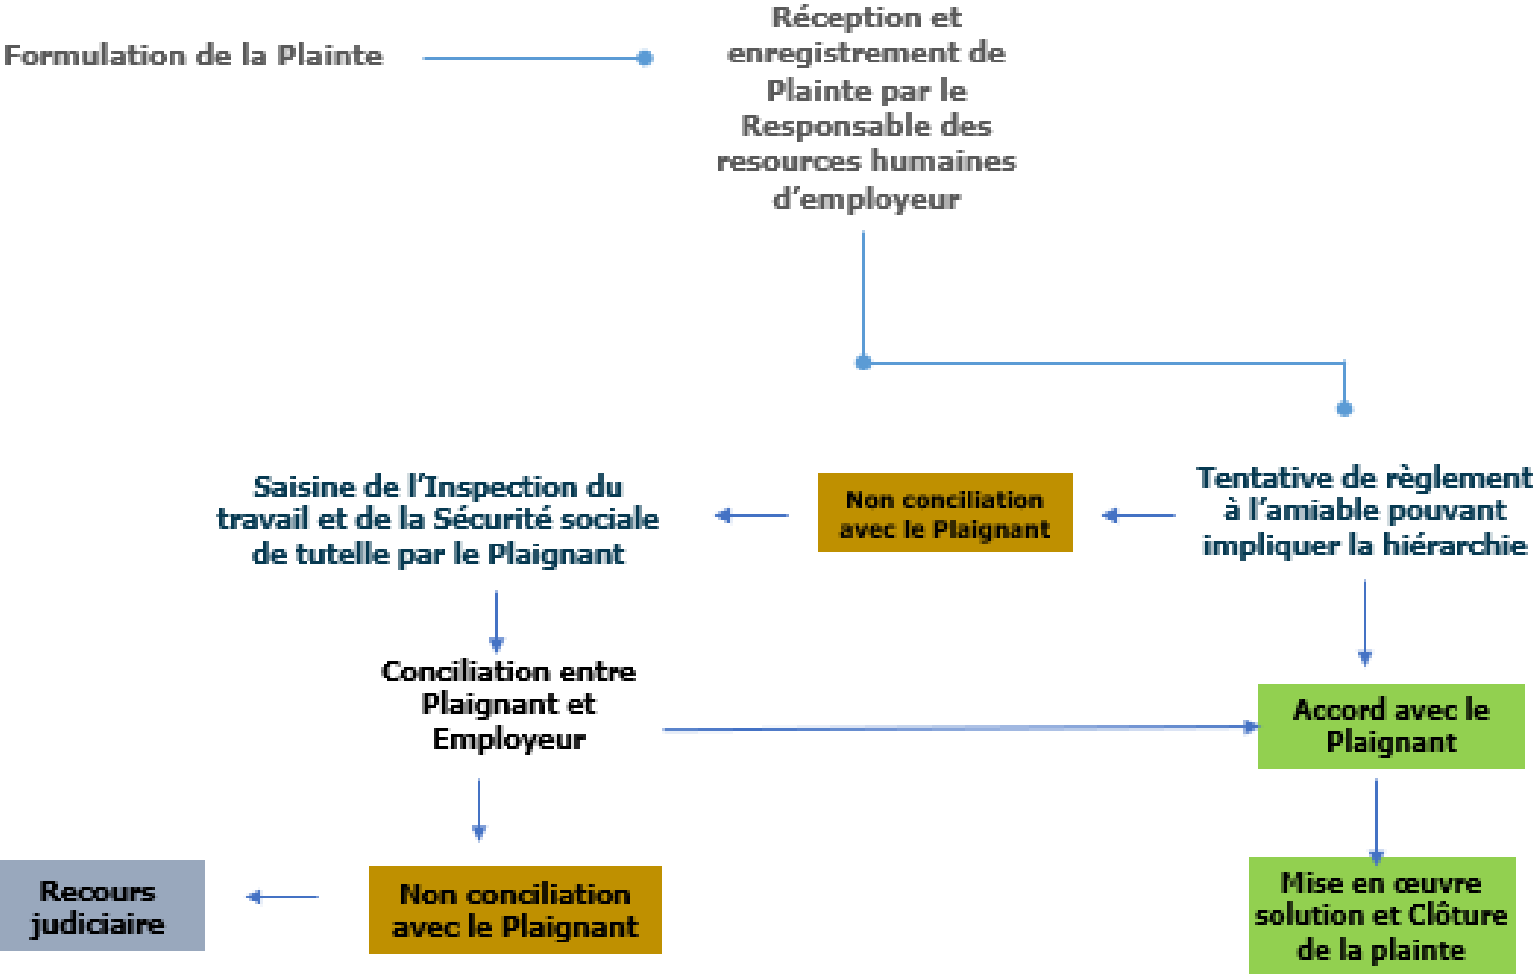 Formulation de la Plainte
Réception et
enregistrement de
Plainte par le
Responsable des
resources humaines
d'employeur
Tentative de règlement
à l'amiable pouvant
impliquer la hiérarchie
Non conciliation
avec le Plaignant
Saisine de l'Inspection du
travail et de la Sécurité sociale
de tutelle par le Plaignant
Conciliation entre
Plaignant et
Employeur
Accord avec le
Plaignant
Non conciliation
avec le Plaignant
Recours
judiciaire
Mise en œuvre
solution et Clôture
de la plainte